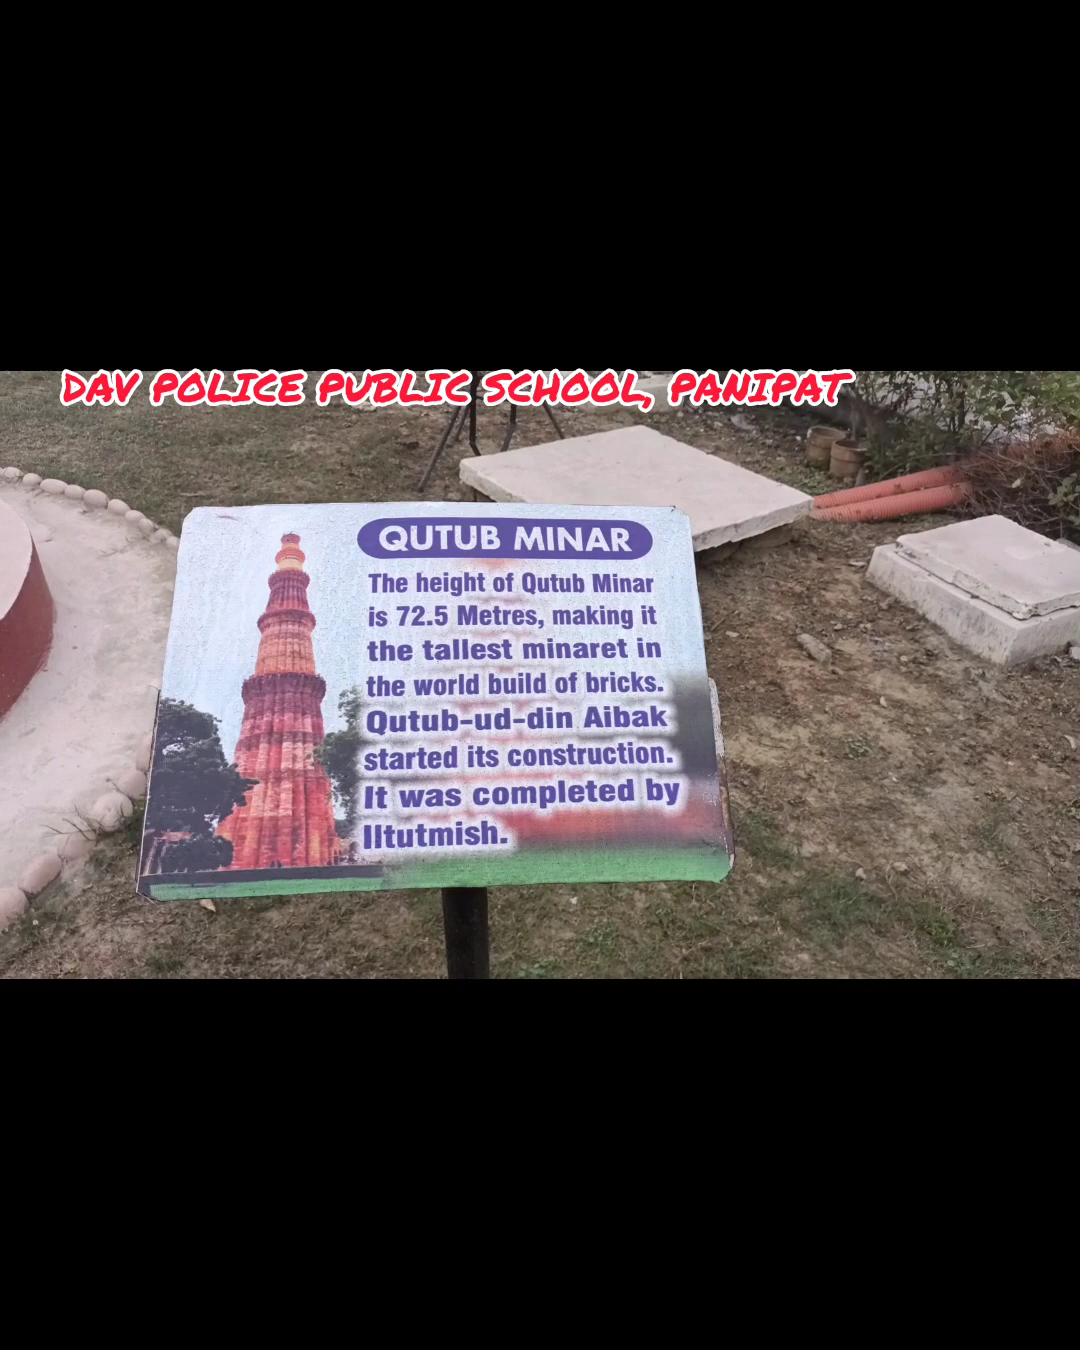 DAV POLICE PUBLIC SCHOOL, PANIPAT
QUTUB MINAR
The height of Qutub Minar
is 72.5 Metres, making it
the tallest minaret in
the world build of bricks.
Qutub-ud-din Aibak
started its construction.
It was completed by
Iltutmish.